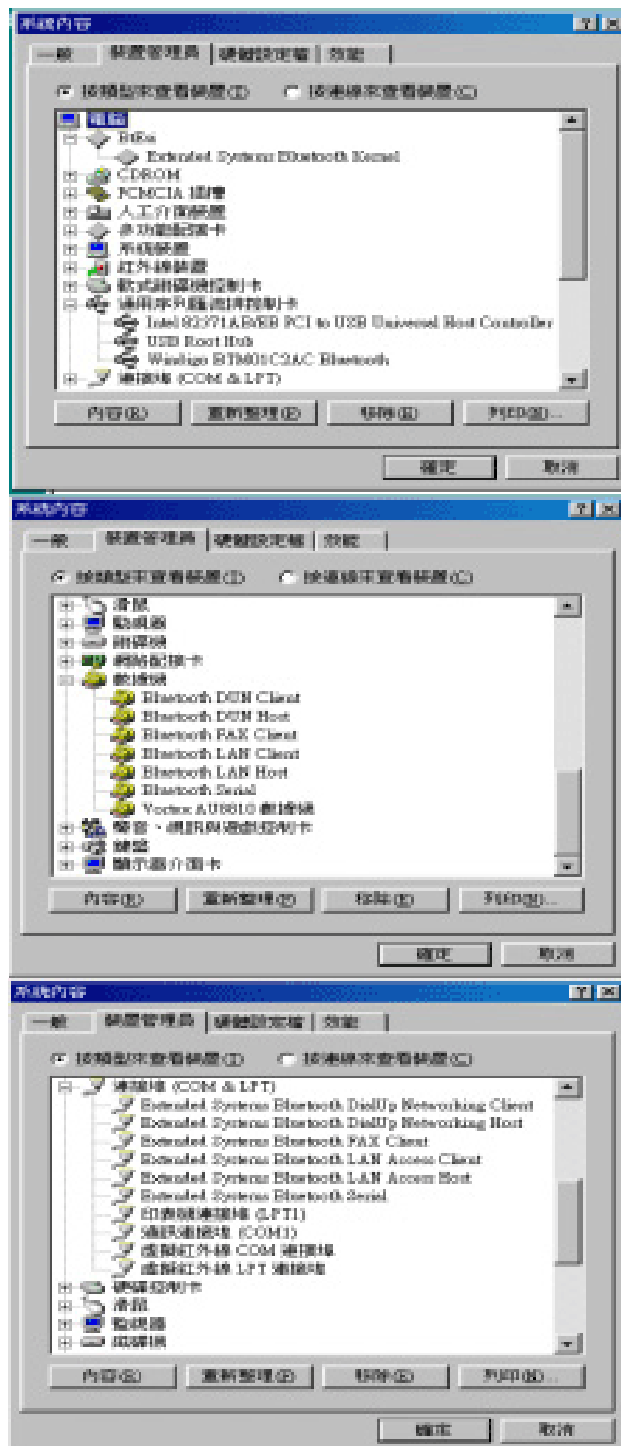 系統內容
一般 裝置管理員 硬體設定檔 效能
按類型來查看裝置(T) 按連線來查看裝置(C)
電腦
Extended Systems Bluetooth Kernel
CDROM
PCMCIA 插槽
人工介面裝置
多功能配接卡
系統裝置
紅外線裝置
軟式磁碟機控制卡
通用序列匯流排控制卡
Intel 82371AB/EB PCI to USB Universal Host Controller
USB Root Hub
Windigo BTM01C2AC Bluetooth
連接埠 (COM & LPT)
內容(R) 重新整理(F) 移除(E) 列印(N)...
確定 取消
系統內容
一般 裝置管理員 硬體設定檔 效能
按類型來查看裝置(T) 按連線來查看裝置(C)
滑鼠
監視器
磁碟機
網路配接卡
數據機
Bluetooth DUN Client
Bluetooth DUN Host
Bluetooth FAX Client
Bluetooth LAN Client
Bluetooth LAN Host
Bluetooth Serial
Vortex AU8810 數據機
聲音、視訊與遊戲控制卡
鍵盤
顯示器介面卡
內容(R) 重新整理(F) 移除(E) 列印(N)...
確定 取消
系統內容
一般 裝置管理員 硬體設定檔 效能
按類型來查看裝置(T) 按連線來查看裝置(C)
連接埠 (COM & LPT)
Extended Systems Bluetooth DialUp Networking Client
Extended Systems Bluetooth DialUp Networking Host
Extended Systems Bluetooth FAX Client
Extended Systems Bluetooth LAN Access Client
Extended Systems Bluetooth LAN Access Host
Extended Systems Bluetooth Serial
印表機連接埠 (LPT1)
通訊連接埠 (COM1)
虛擬紅外線 COM 連接埠
虛擬紅外線 LPT 連接埠
硬碟控制卡
滑鼠
監視器
磁碟機
內容(R) 重新整理(F) 移除(E) 列印(N)...
確定 取消